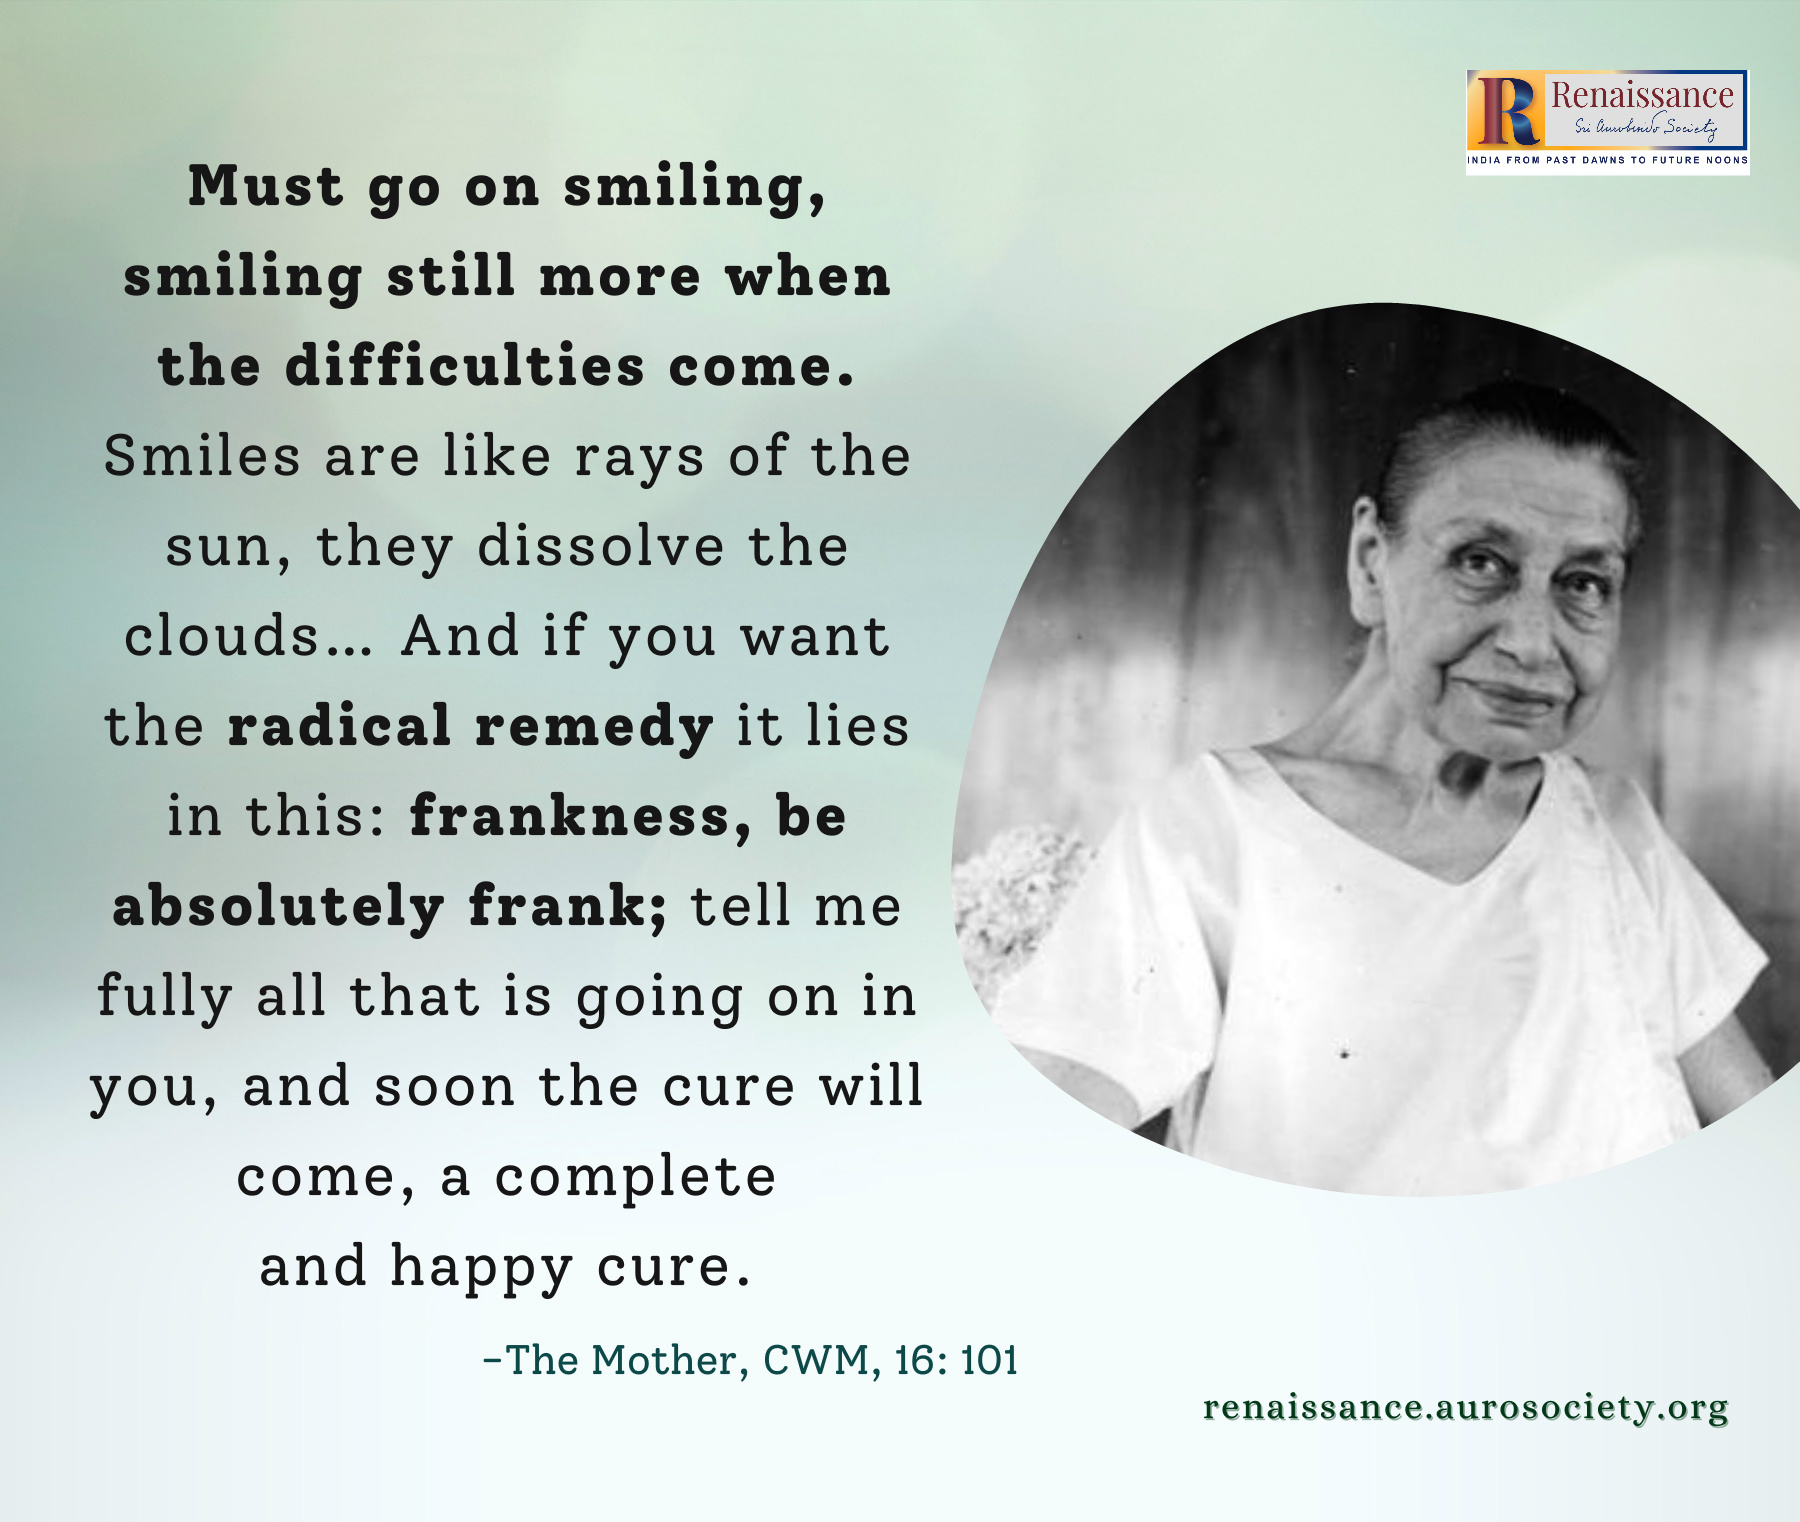 Renaissance
Sri Aurobindo Society
INDIA FROM PAST DAWNS TO FUTURE NOONS
Must go on smiling,
smiling still more when
the difficulties come.
Smiles are like rays of the
sun, they dissolve the
clouds... And if you want
the radical remedy it lies
in this: frankness, be
absolutely frank; tell me
fully all that is going on in
you, and soon the cure will
come, a complete
and happy cure.
-The Mother, CWM, 16: 101
renaissance.aurosociety.org